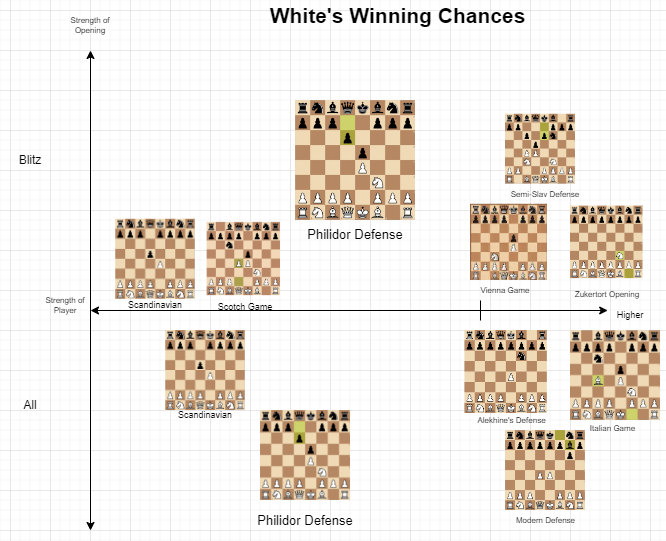 White's Winning Chances
Strength of
Opening
Blitz
Semi-Slav Defense
Philidor Defense
Vienna Game
Zukertort Opening
Scandinavian
Scotch Game
Strength of
Player
Higher
All
Scandinavian
Alekhine's Defense
Italian Game
Philidor Defense
Modern Defense